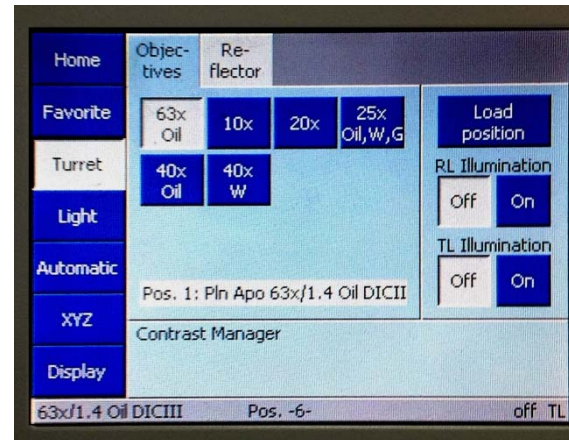 Home
Favorite
Turret
Light
Automatic
XYZ
Display
Objec-
tives
Re-
flector
63x
Oil
10x
20x
25x
Oil,W,G
40x
Oil
40x
W
Pos. 1: Pln Apo 63x/1.4 Oil DICII
Load
position
RL Illumination
Off On
TL Illumination
Off On
Contrast Manager
63x/1.4 Oil DICIII Pos. -6- off TL